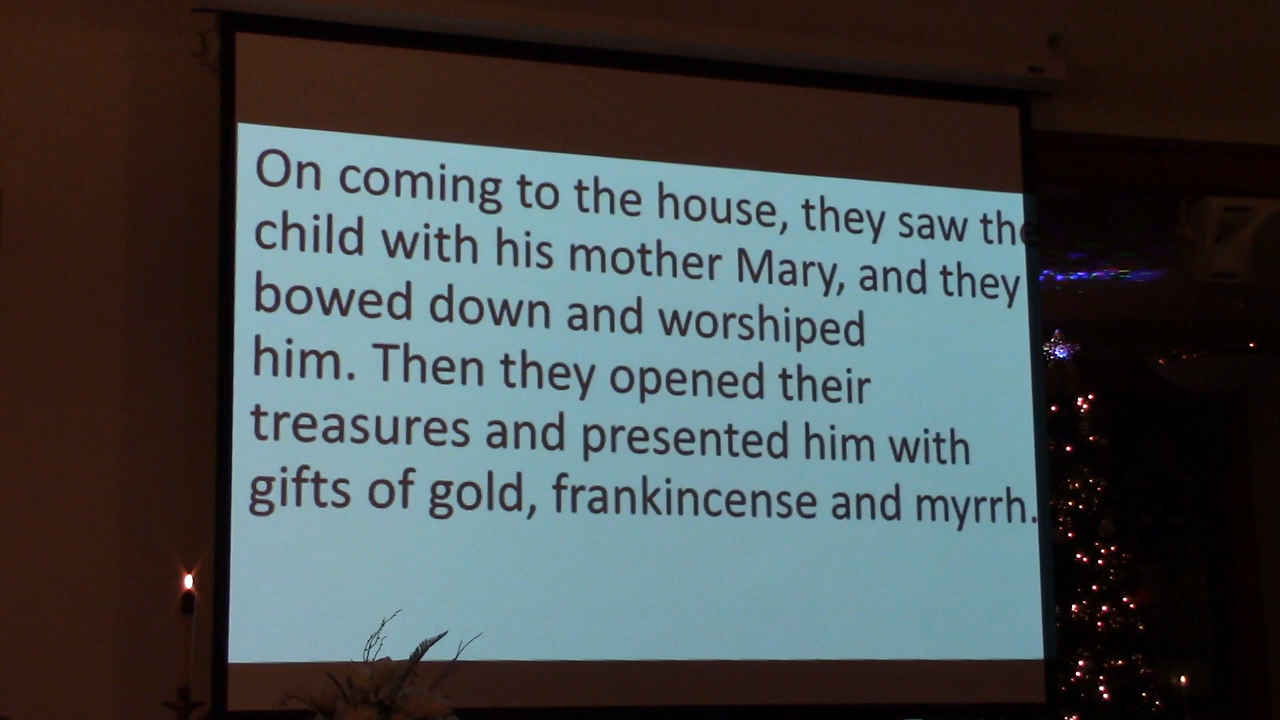 On coming to the house, they saw the
child with his mother Mary, and they
bowed down and worshiped
him. Then they opened their
treasures and presented him with
gifts of gold, frankincense and myrrh.